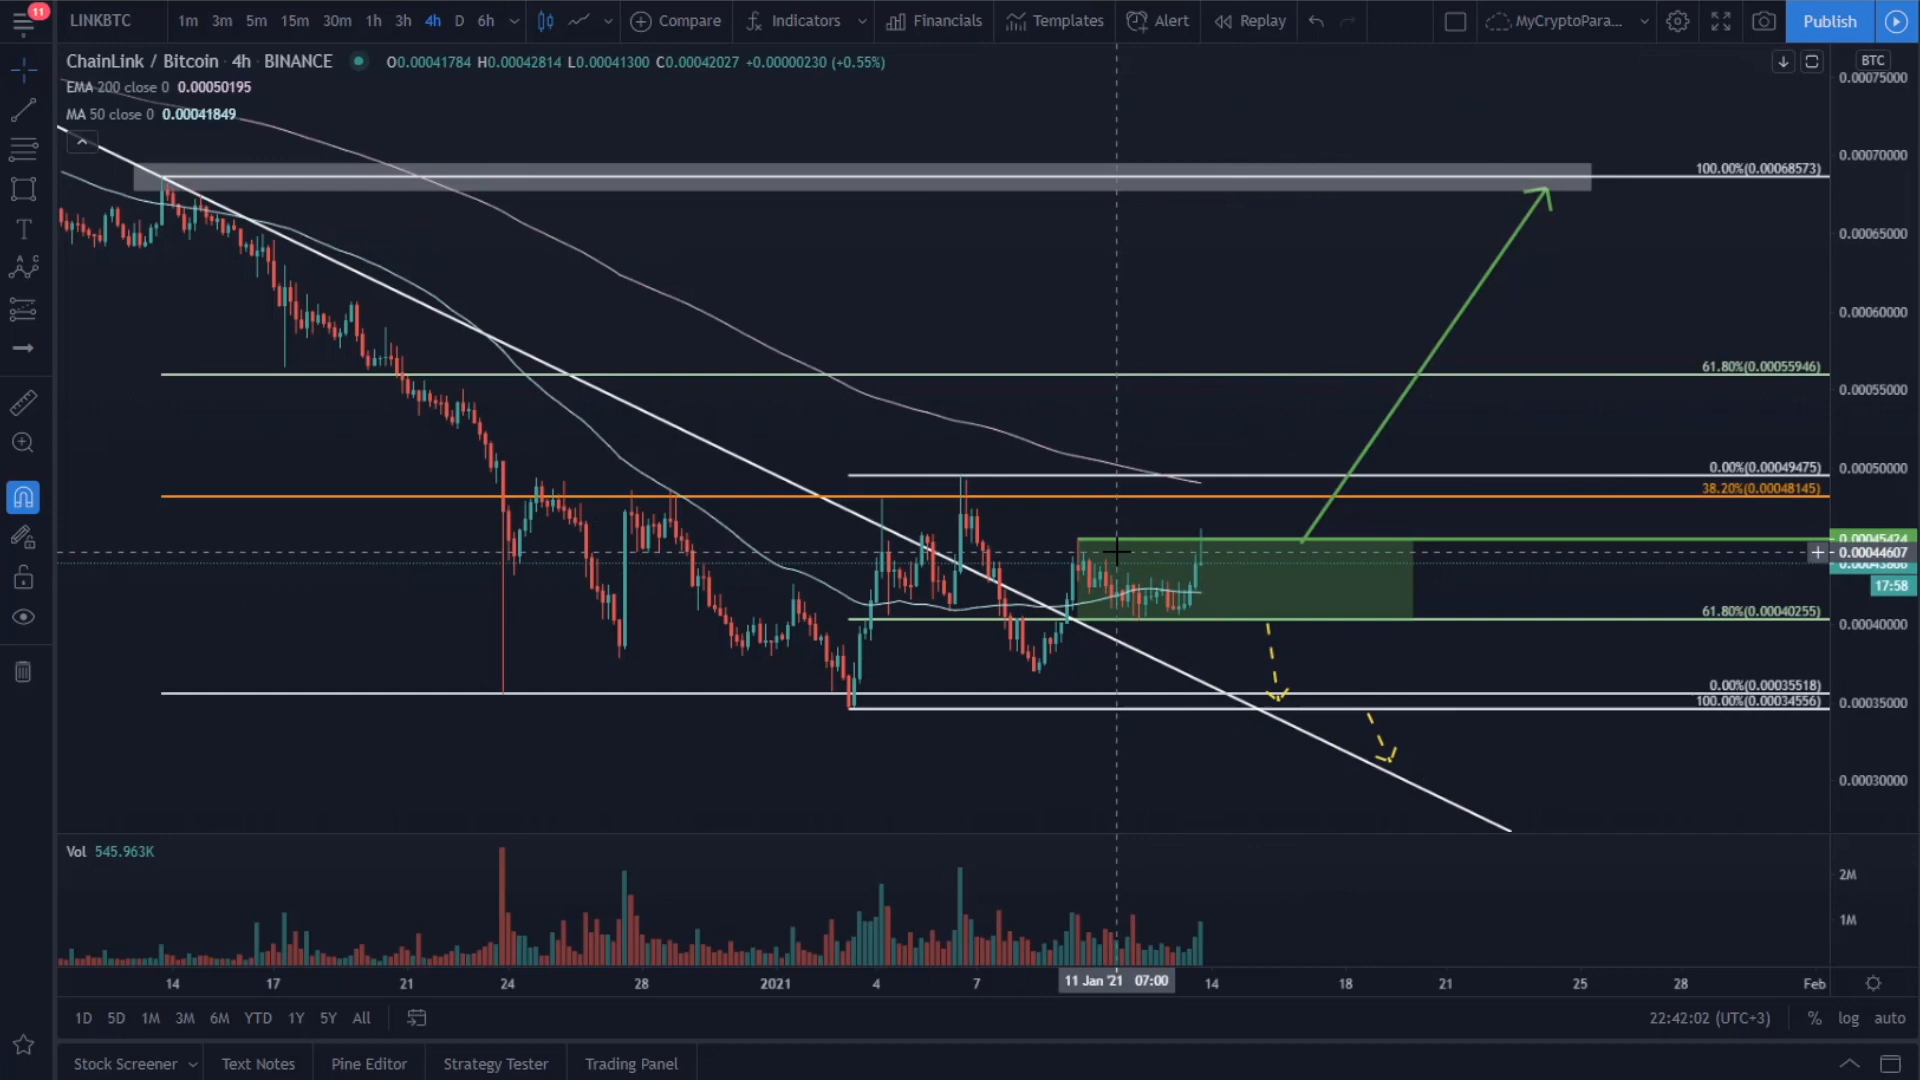 11
LINKBTC
1m 3m 5m 15m 30m 1h 3h 4h D 6h
Compare
Indicators
Financials
Templates
Alert
Replay
MyCryptoPara...
Publish
ChainLink / Bitcoin · 4h · BINANCE
O0.00041784 H0.00042814 L0.00041300 C0.00042027 +0.00000230 (+0.55%)
EMA 200 close 0 0.00050195
MA 50 close 0 0.00041849
BTC
0.00075000
0.00070000
0.00065000
0.00060000
0.00055000
0.00050000
0.00045424
0.00044607
17:58
0.00040000
0.00035000
0.00030000
100.00%(0.00068573)
61.80%(0.00055946)
0.00%(0.00049475)
38.20%(0.00048145)
61.80%(0.00040255)
0.00%(0.00035518)
100.00%(0.00034556)
Vol 545.963K
2M
1M
14 17 21 24 28 2021 4 7 11 Jan '21 07:00 14 18 21 25 28 Feb
1D 5D 1M 3M 6M YTD 1Y 5Y All
22:42:02 (UTC+3)
% log auto
Stock Screener
Text Notes
Pine Editor
Strategy Tester
Trading Panel